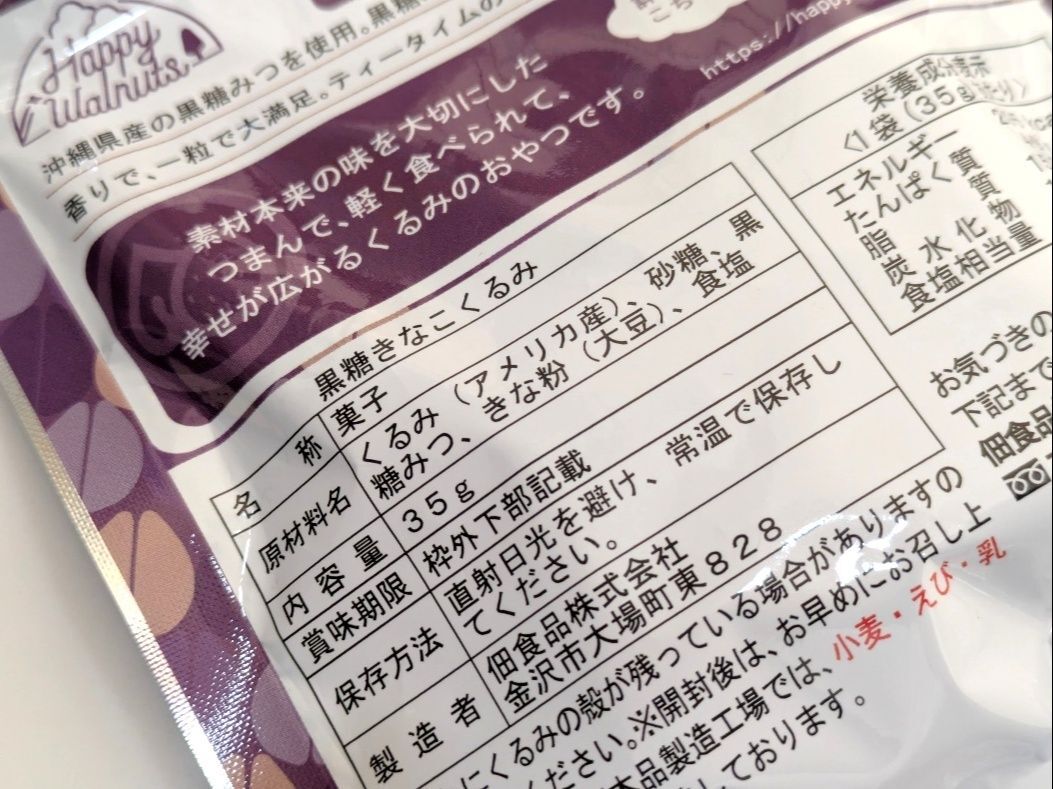 Happy
Walnuts
沖縄県産の黒糖みつを使用。黒糖
香りで、一粒で大満足。ティータイムの
素材本来の味を大切にした
つまんで、軽く食べられて、
幸せが広がるくるみのおやつです。
こち
https://happy
黒糖きなこくるみ
名称 菓子
原材料名 くるみ（アメリカ産）、砂糖、黒
糖みつ、きな粉（大豆）、食塩
内容量 35g
賞味期限 枠外下部記載
保存方法 直射日光を避け、常温で保存し
てください。
製造者 佃食品株式会社
金沢市大場町東828
にくるみの殻が残っている場合がありますの
ください。※開封後は、お早めにお召し上
品製造工場では、小麦・えび・乳
しております。
栄養成分表示
〈1袋（35g）当たり〉
エネルギー
たんぱく質
脂質
炭水化物
食塩相当量
お気づきの
下記まで
佃食品